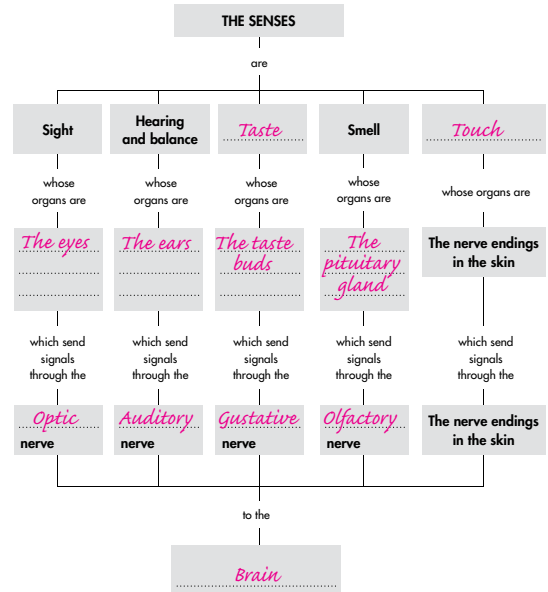 THE SENSES
are
Sight
Hearing
and balance
Taste
Smell
Touch
whose
organs are
whose
organs are
whose
organs are
whose
organs are
whose organs are
The eyes
The ears
The taste
buds
The
pituitary
gland
The nerve endings
in the skin
which send
signals
through the
which send
signals
through the
which send
signals
through the
which send
signals
through the
which send
signals
through the
Optic
nerve
Auditory
nerve
Gustative
nerve
Olfactory
nerve
The nerve endings
in the skin
to the
Brain